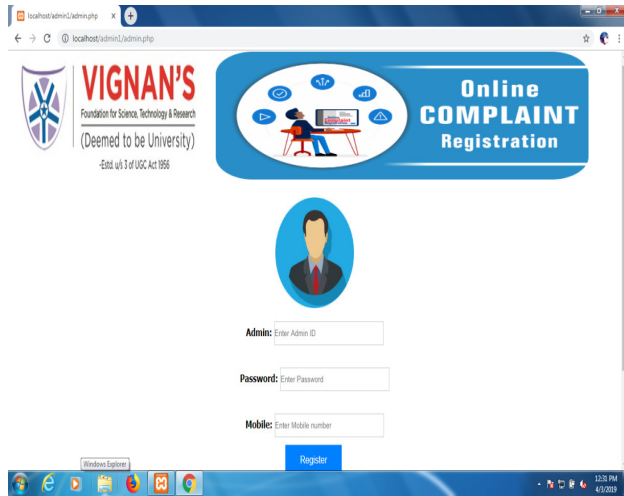 localhost/admin1/admin.php
localhost/admin1/admin.php
VIGNAN'S
Foundation for Science, Technology & Research
(Deemed to be University)
-Estd. u/s 3 of UGC Act 1956
Online
COMPLAINT
Registration
Admin: Enter Admin ID
Password: Enter Password
Mobile: Enter Mobile number
Register
Windows Explorer
12:31 PM
4/3/2019